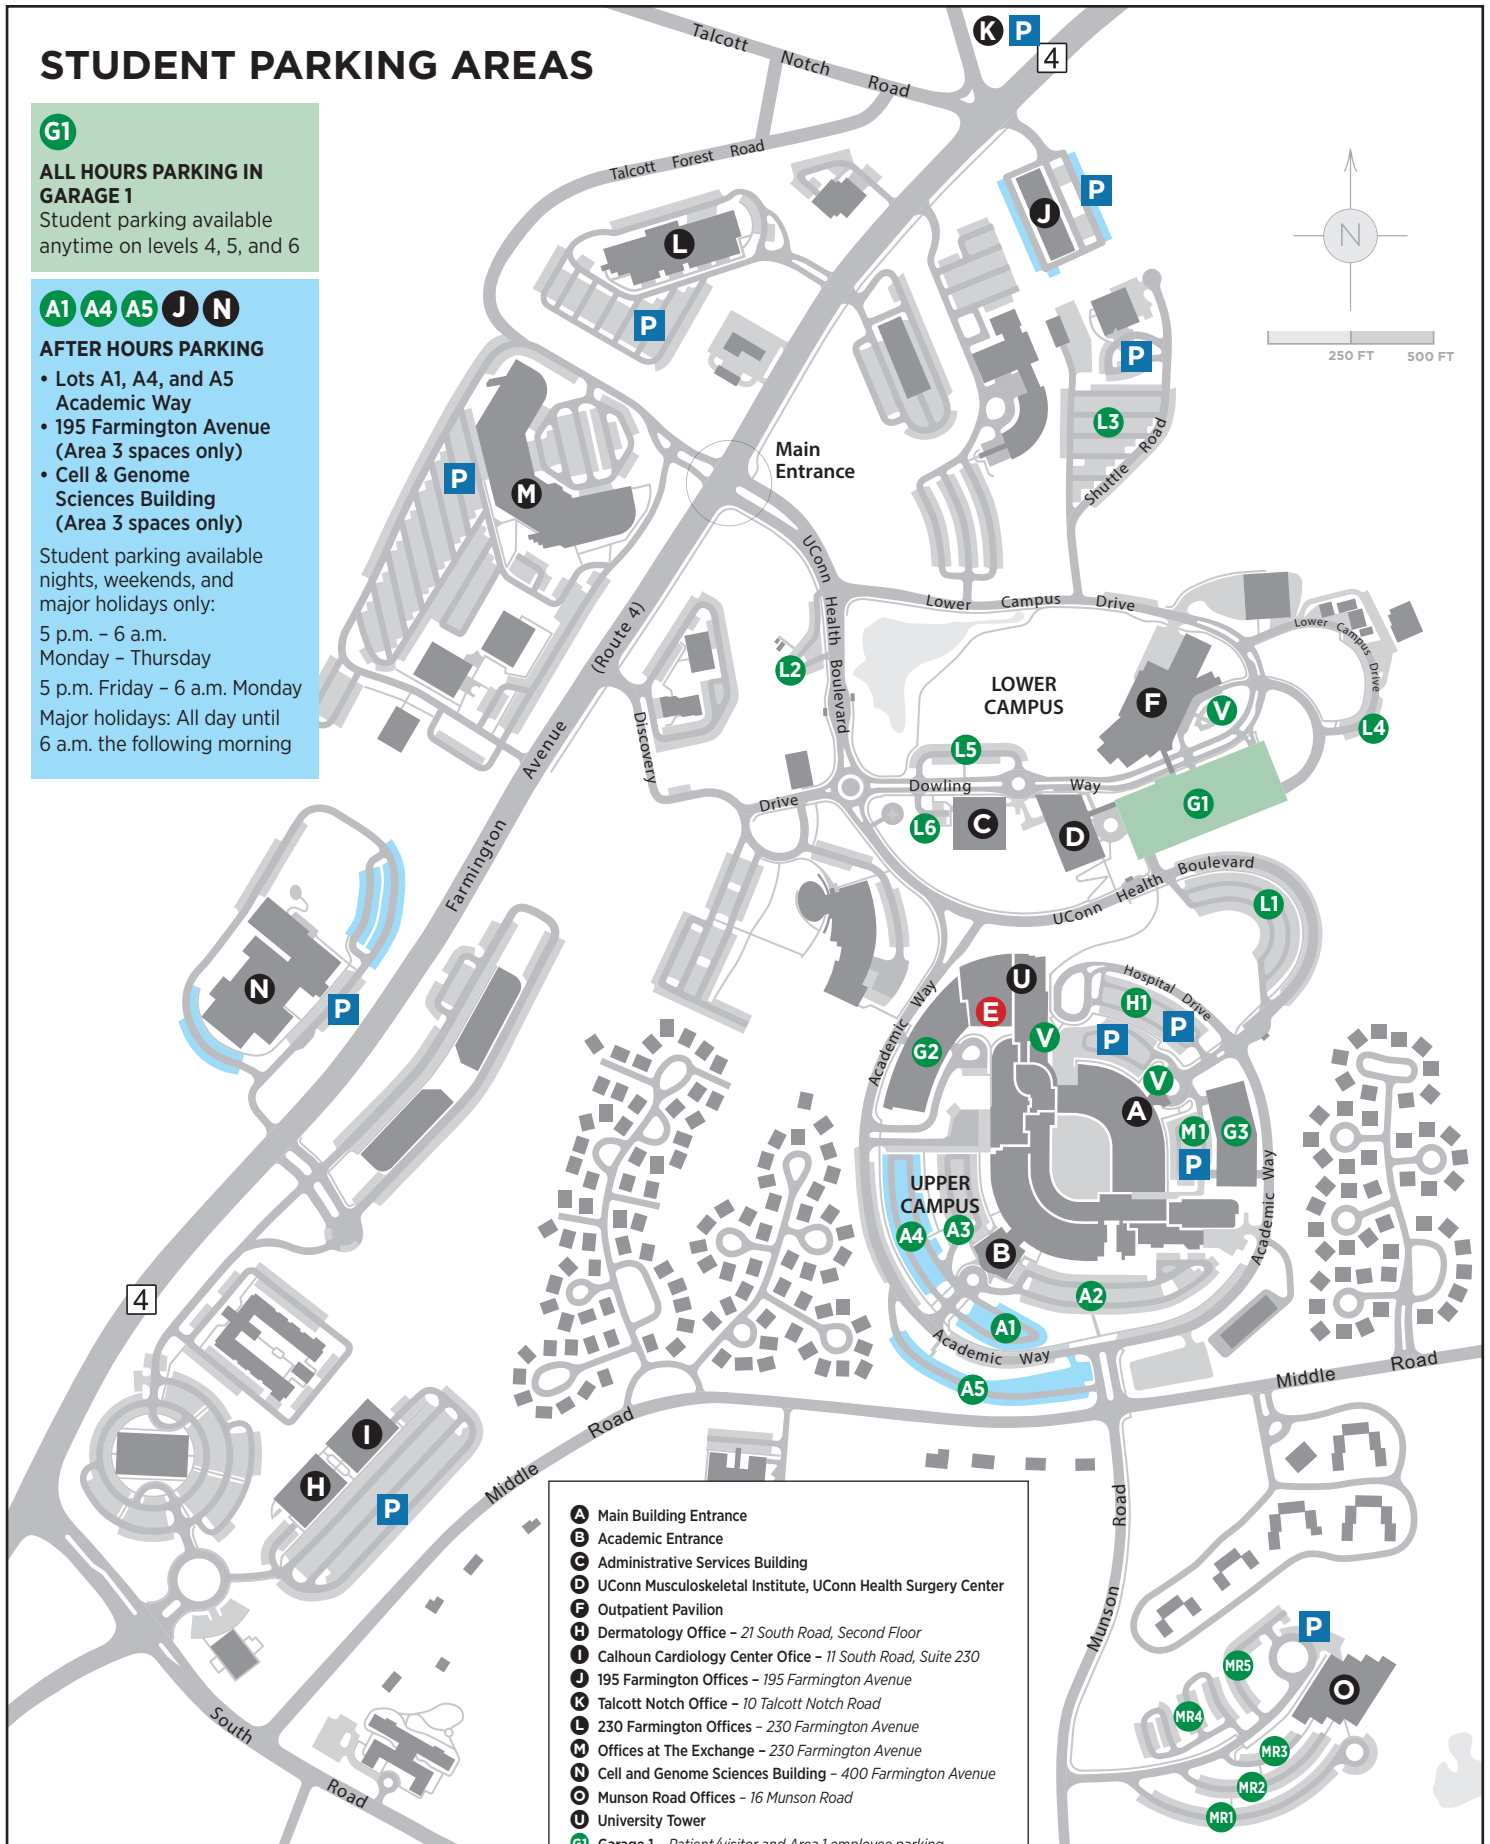 STUDENT PARKING AREAS
G1
ALL HOURS PARKING IN
GARAGE 1
Student parking available
anytime on levels 4, 5, and 6
A1 A4 A5 J N
AFTER HOURS PARKING
• Lots A1, A4, and A5
Academic Way
• 195 Farmington Avenue
(Area 3 spaces only)
• Cell & Genome
Sciences Building
(Area 3 spaces only)
Student parking available
nights, weekends, and
major holidays only:
5 p.m. – 6 a.m.
Monday – Thursday
5 p.m. Friday – 6 a.m. Monday
Major holidays: All day until
6 a.m. the following morning
Talcott Notch Road
K P
4
Talcott Forest Road
L
P
J
P
N
250 FT 500 FT
P
L3
Shuttle Road
Main
Entrance
P
M
UConn Health Boulevard
Lower Campus Drive
Lower Campus Drive
(Route 4)
L2
LOWER
CAMPUS
F
V
L4
Discovery
Drive
Avenue
Farmington
L5
Dowling Way
G1
L6
C
D
UConn Health Boulevard
L1
N
P
Academic Way
U
E
Hospital Drive
H1
P
P
G2
V
V
A
M1
G3
P
UPPER
CAMPUS
A4
A3
B
A2
A1
Academic Way
Academic Way
A5
4
Middle Road
Middle Road
I
H
P
Munson Road
South Road
P
MR5
O
MR4
MR3
MR2
MR1
A Main Building Entrance
B Academic Entrance
C Administrative Services Building
D UConn Musculoskeletal Institute, UConn Health Surgery Center
F Outpatient Pavilion
H Dermatology Office – 21 South Road, Second Floor
I Calhoun Cardiology Center Ofice – 11 South Road, Suite 230
J 195 Farmington Offices – 195 Farmington Avenue
K Talcott Notch Office – 10 Talcott Notch Road
L 230 Farmington Offices – 230 Farmington Avenue
M Offices at The Exchange – 230 Farmington Avenue
N Cell and Genome Sciences Building – 400 Farmington Avenue
O Munson Road Offices – 16 Munson Road
U University Tower
G1 Garage 1 – Patient/visitor and Area 1 employee parking